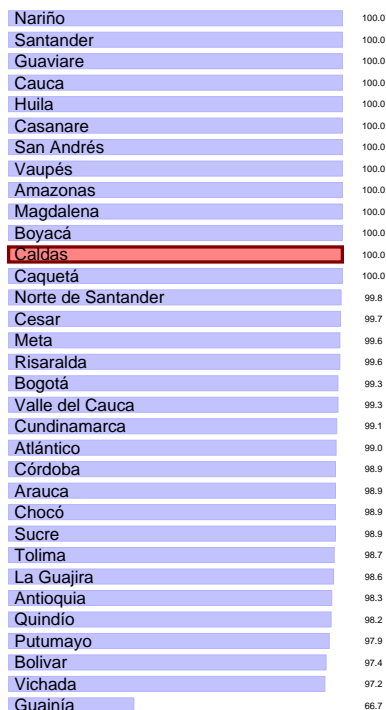 Nariño 100.0
Santander 100.0
Guaviare 100.0
Cauca 100.0
Huila 100.0
Casanare 100.0
San Andrés 100.0
Vaupés 100.0
Amazonas 100.0
Magdalena 100.0
Boyacá 100.0
Caldas 100.0
Caquetá 100.0
Norte de Santander 99.8
Cesar 99.7
Meta 99.6
Risaralda 99.6
Bogotá 99.3
Valle del Cauca 99.3
Cundinamarca 99.1
Atlántico 99.0
Córdoba 98.9
Arauca 98.9
Chocó 98.9
Sucre 98.9
Tolima 98.7
La Guajira 98.6
Antioquia 98.3
Quindío 98.2
Putumayo 97.9
Bolivar 97.4
Vichada 97.2
Guainía 66.7